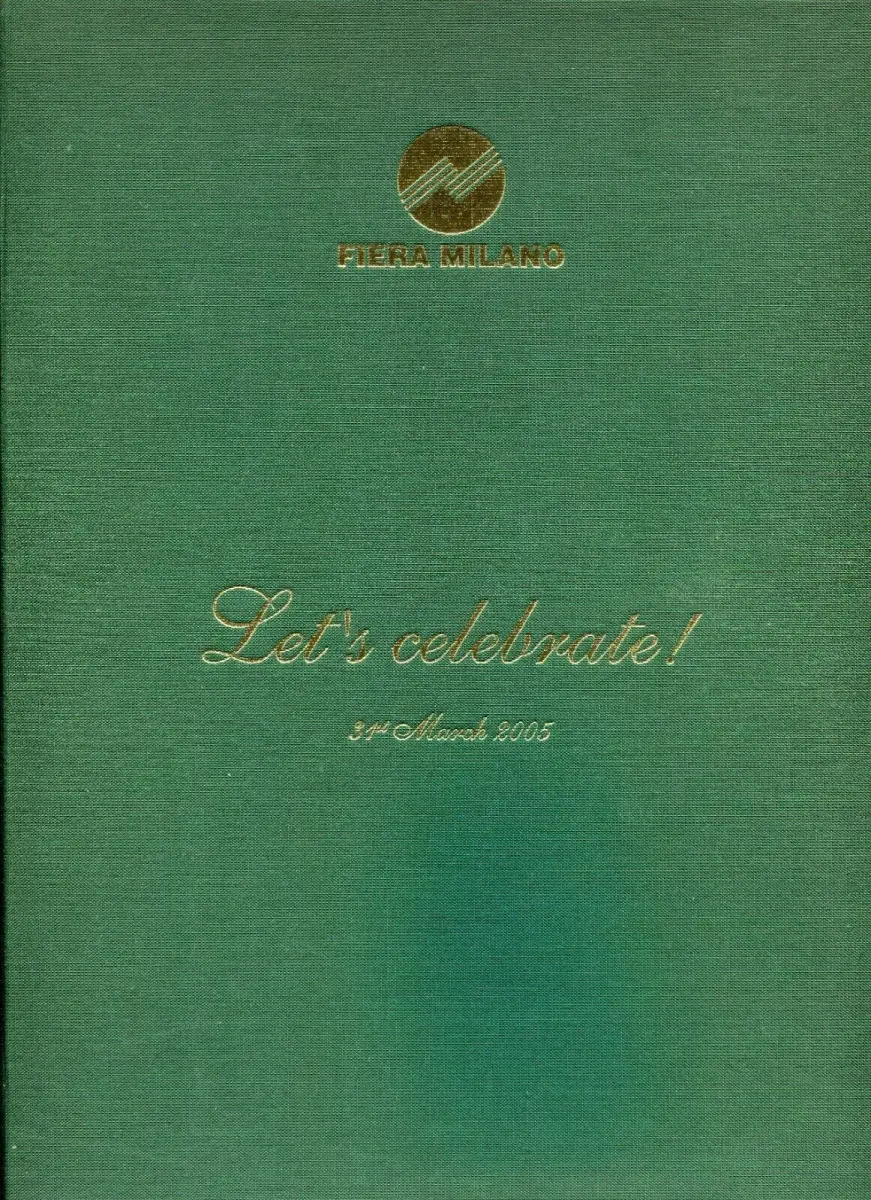 FIERA MILANO
Let's celebrate!
31st March 2005